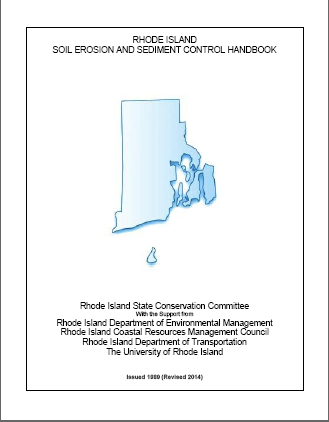 RHODE ISLAND
SOIL EROSION AND SEDIMENT CONTROL HANDBOOK
Rhode Island State Conservation Committee
With the Support from
Rhode Island Department of Environmental Management
Rhode Island Coastal Resources Management Council
Rhode Island Department of Transportation
The University of Rhode Island
Issued 1989 (Revised 2014)